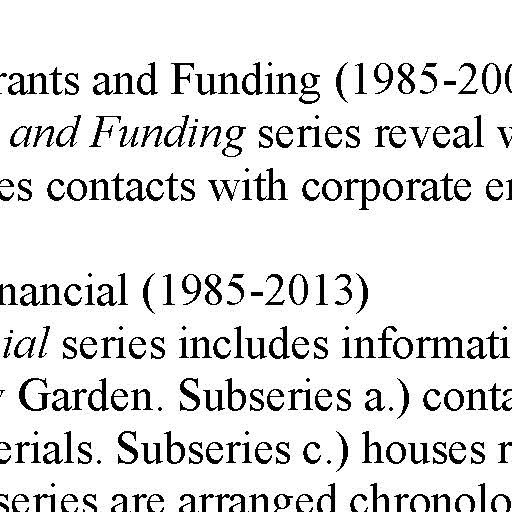 rants and Funding (1985-200
and Funding series reveal
es contacts with corporate
nancial (1985-2013)
ial series includes informati
Garden. Subseries a.) conta
erials. Subseries c.) houses
series are arranged chronolo